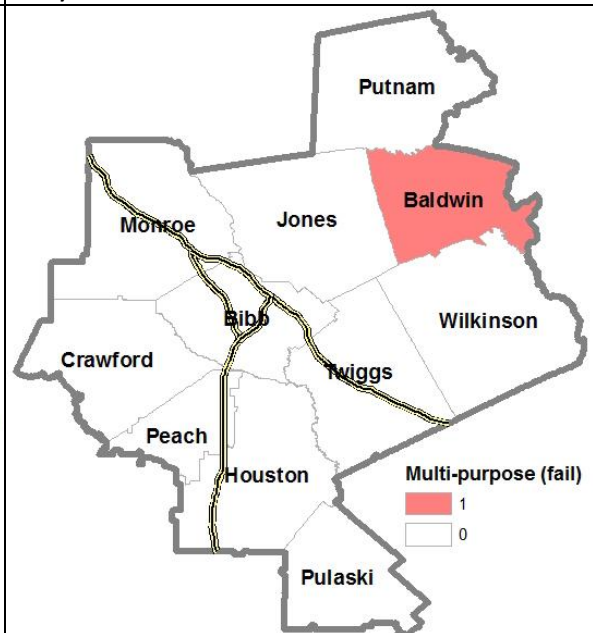 Putnam
Baldwin
Jones
Monroe
Bibb
Wilkinson
Crawford
Twiggs
Peach
Houston
Multi-purpose (fail)
1
0
Pulaski